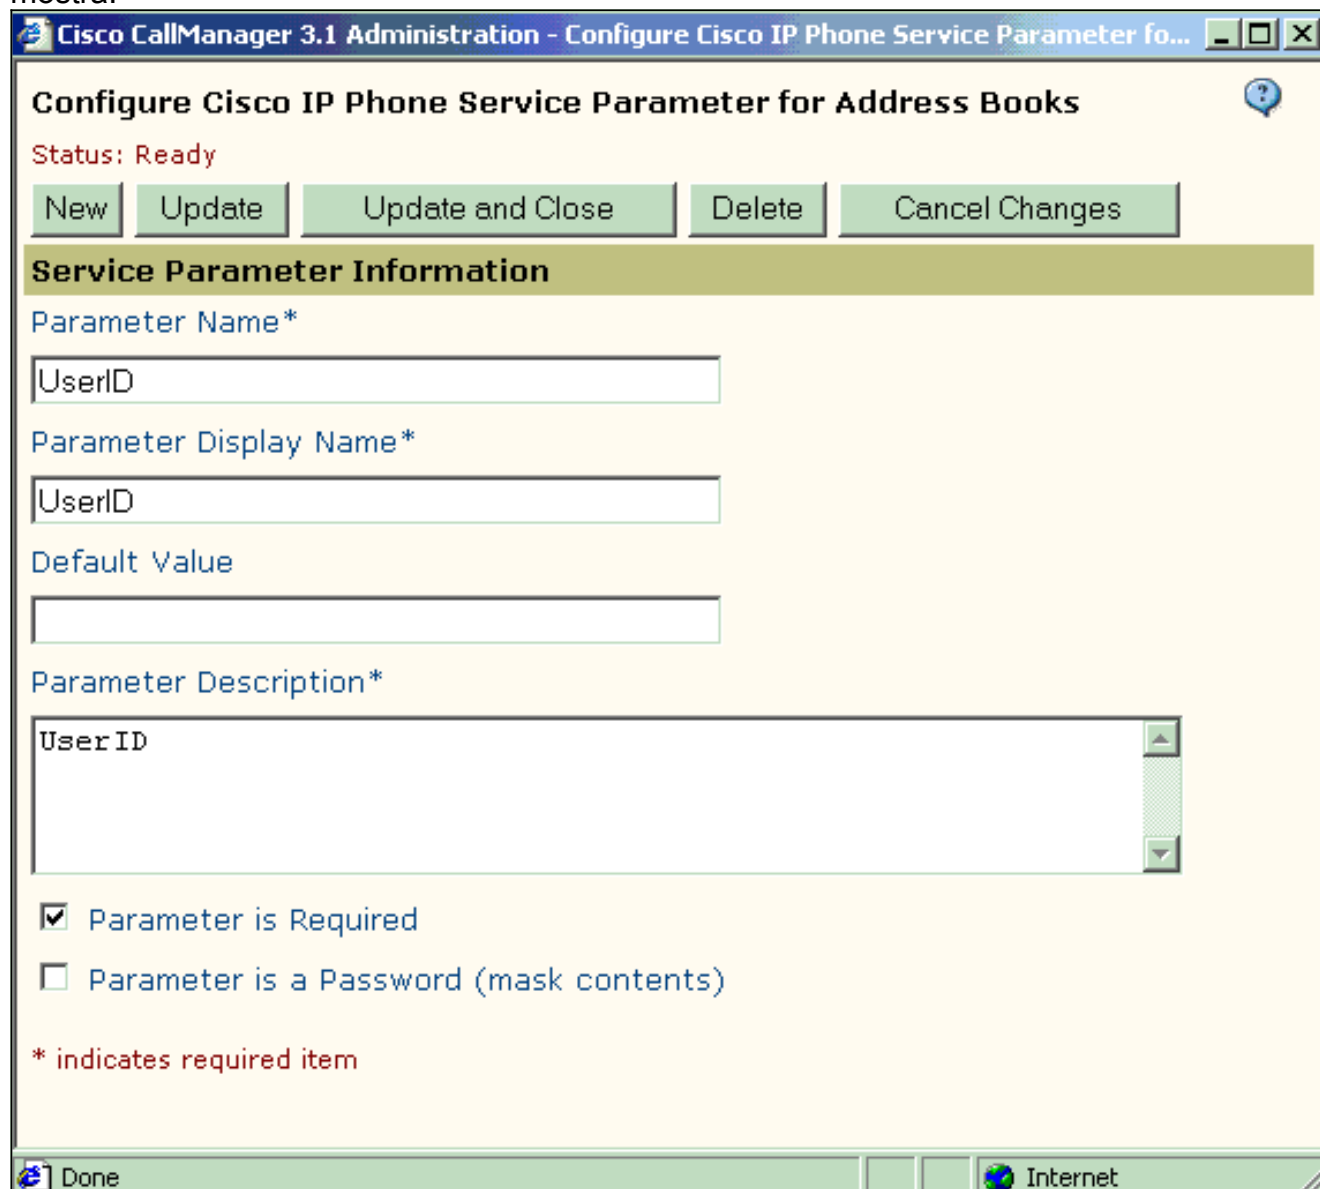 mostra:
Cisco CallManager 3.1 Administration - Configure Cisco IP Phone Service Parameter fo...
Configure Cisco IP Phone Service Parameter for Address Books
Status: Ready
New Update Update and Close Delete Cancel Changes
Service Parameter Information
Parameter Name*
UserID
Parameter Display Name*
UserID
Default Value
Parameter Description*
UserID
Parameter is Required
Parameter is a Password (mask contents)
* indicates required item
Done Internet